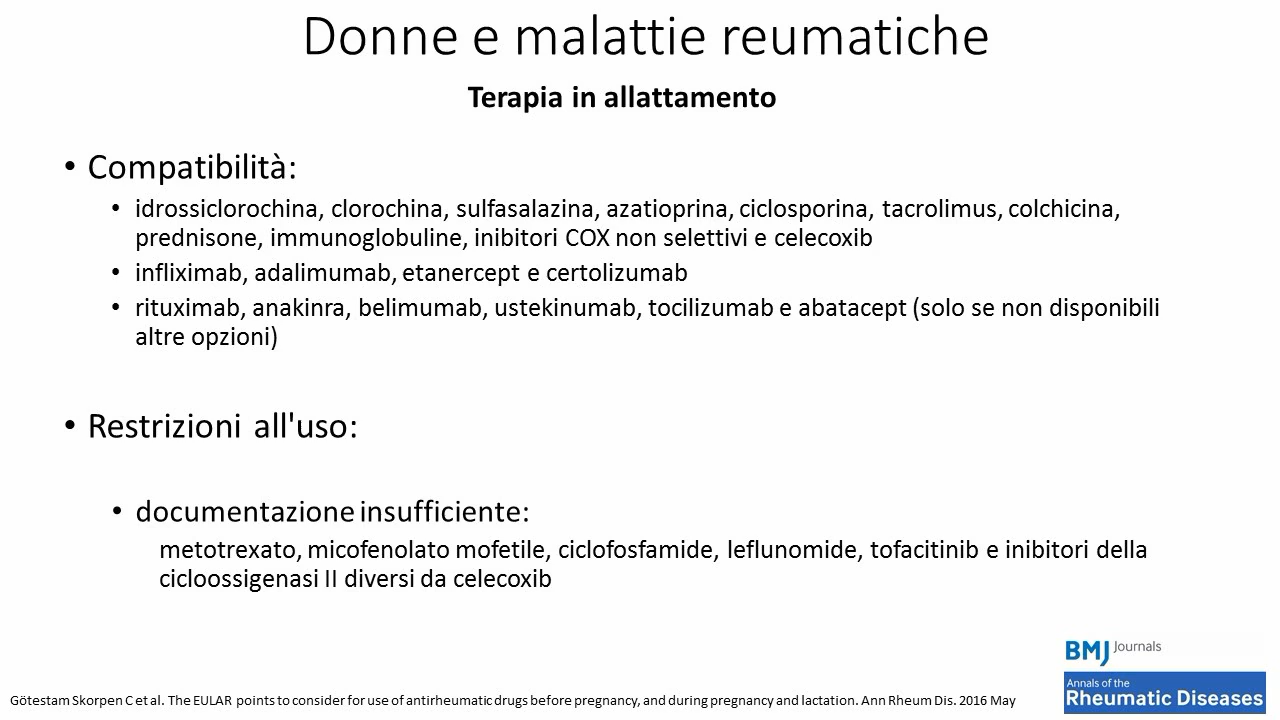 Donne e malattie reumatiche
Terapia in allattamento
• Compatibilità:
• idrossiclorochina, clorochina, sulfasalazina, azatioprina, ciclosporina, tacrolimus, colchicina,
prednisone, immunoglobuline, inibitori COX non selettivi e celecoxib
• infliximab, adalimumab, etanercept e certolizumab
• rituximab, anakinra, belimumab, ustekinumab, tocilizumab e abatacept (solo se non disponibili
altre opzioni)
• Restrizioni all'uso:
• documentazione insufficiente:
metotrexato, micofenolato mofetile, ciclofosfamide, leflunomide, tofacitinib e inibitori della
cicloossigenasi II diversi da celecoxib
BMJ Journals
Annals of the
Rheumatic Diseases
Götestam Skorpen C et al. The EULAR points to consider for use of antirheumatic drugs before pregnancy, and during pregnancy and lactation. Ann Rheum Dis. 2016 May